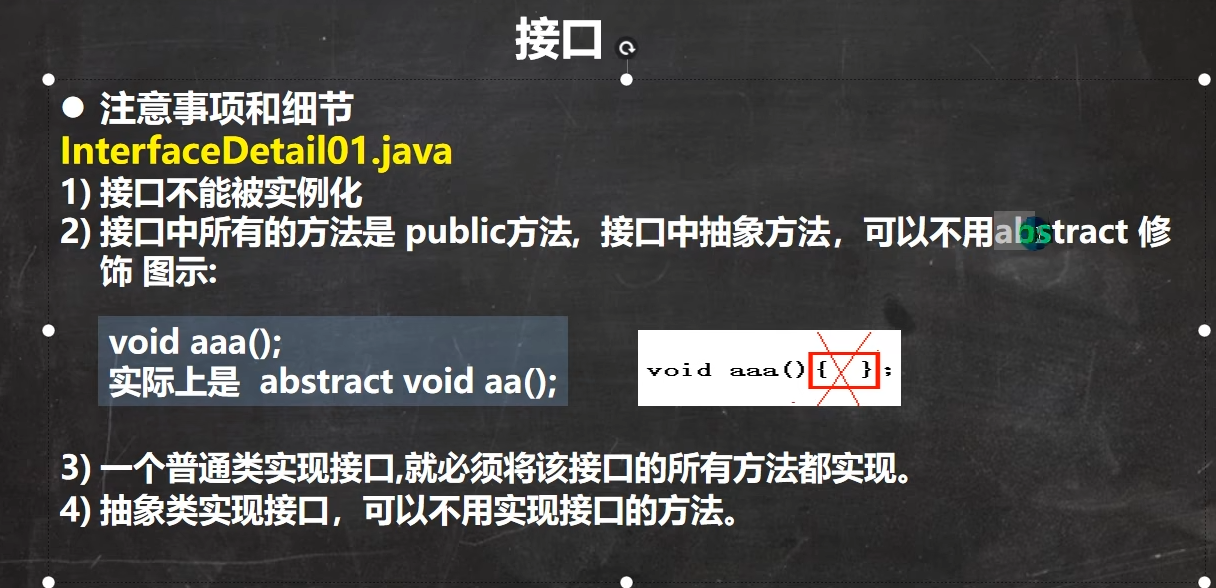 接口
● 注意事项和细节
InterfaceDetail01.java
1) 接口不能被实例化
2) 接口中所有的方法是 public方法, 接口中抽象方法，可以不用abstract 修
饰 图示:
void aaa();
实际上是 abstract void aa();
void aaa(){ };
3) 一个普通类实现接口,就必须将该接口的所有方法都实现。
4) 抽象类实现接口，可以不用实现接口的方法。